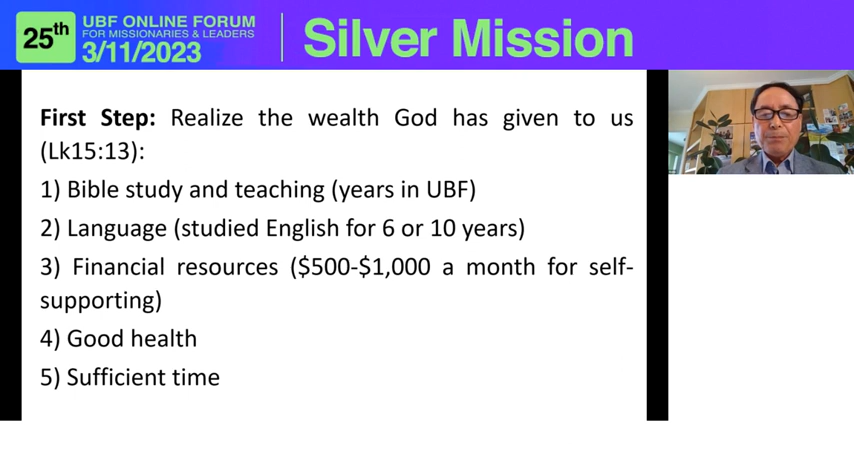 25th
UBF ONLINE FORUM
FOR MISSIONARIES & LEADERS
3/11/2023
Silver Mission
First Step: Realize the wealth God has given to us
(Lk15:13):
1) Bible study and teaching (years in UBF)
2) Language (studied English for 6 or 10 years)
3) Financial resources ($500-$1,000 a month for self-
supporting)
4) Good health
5) Sufficient time